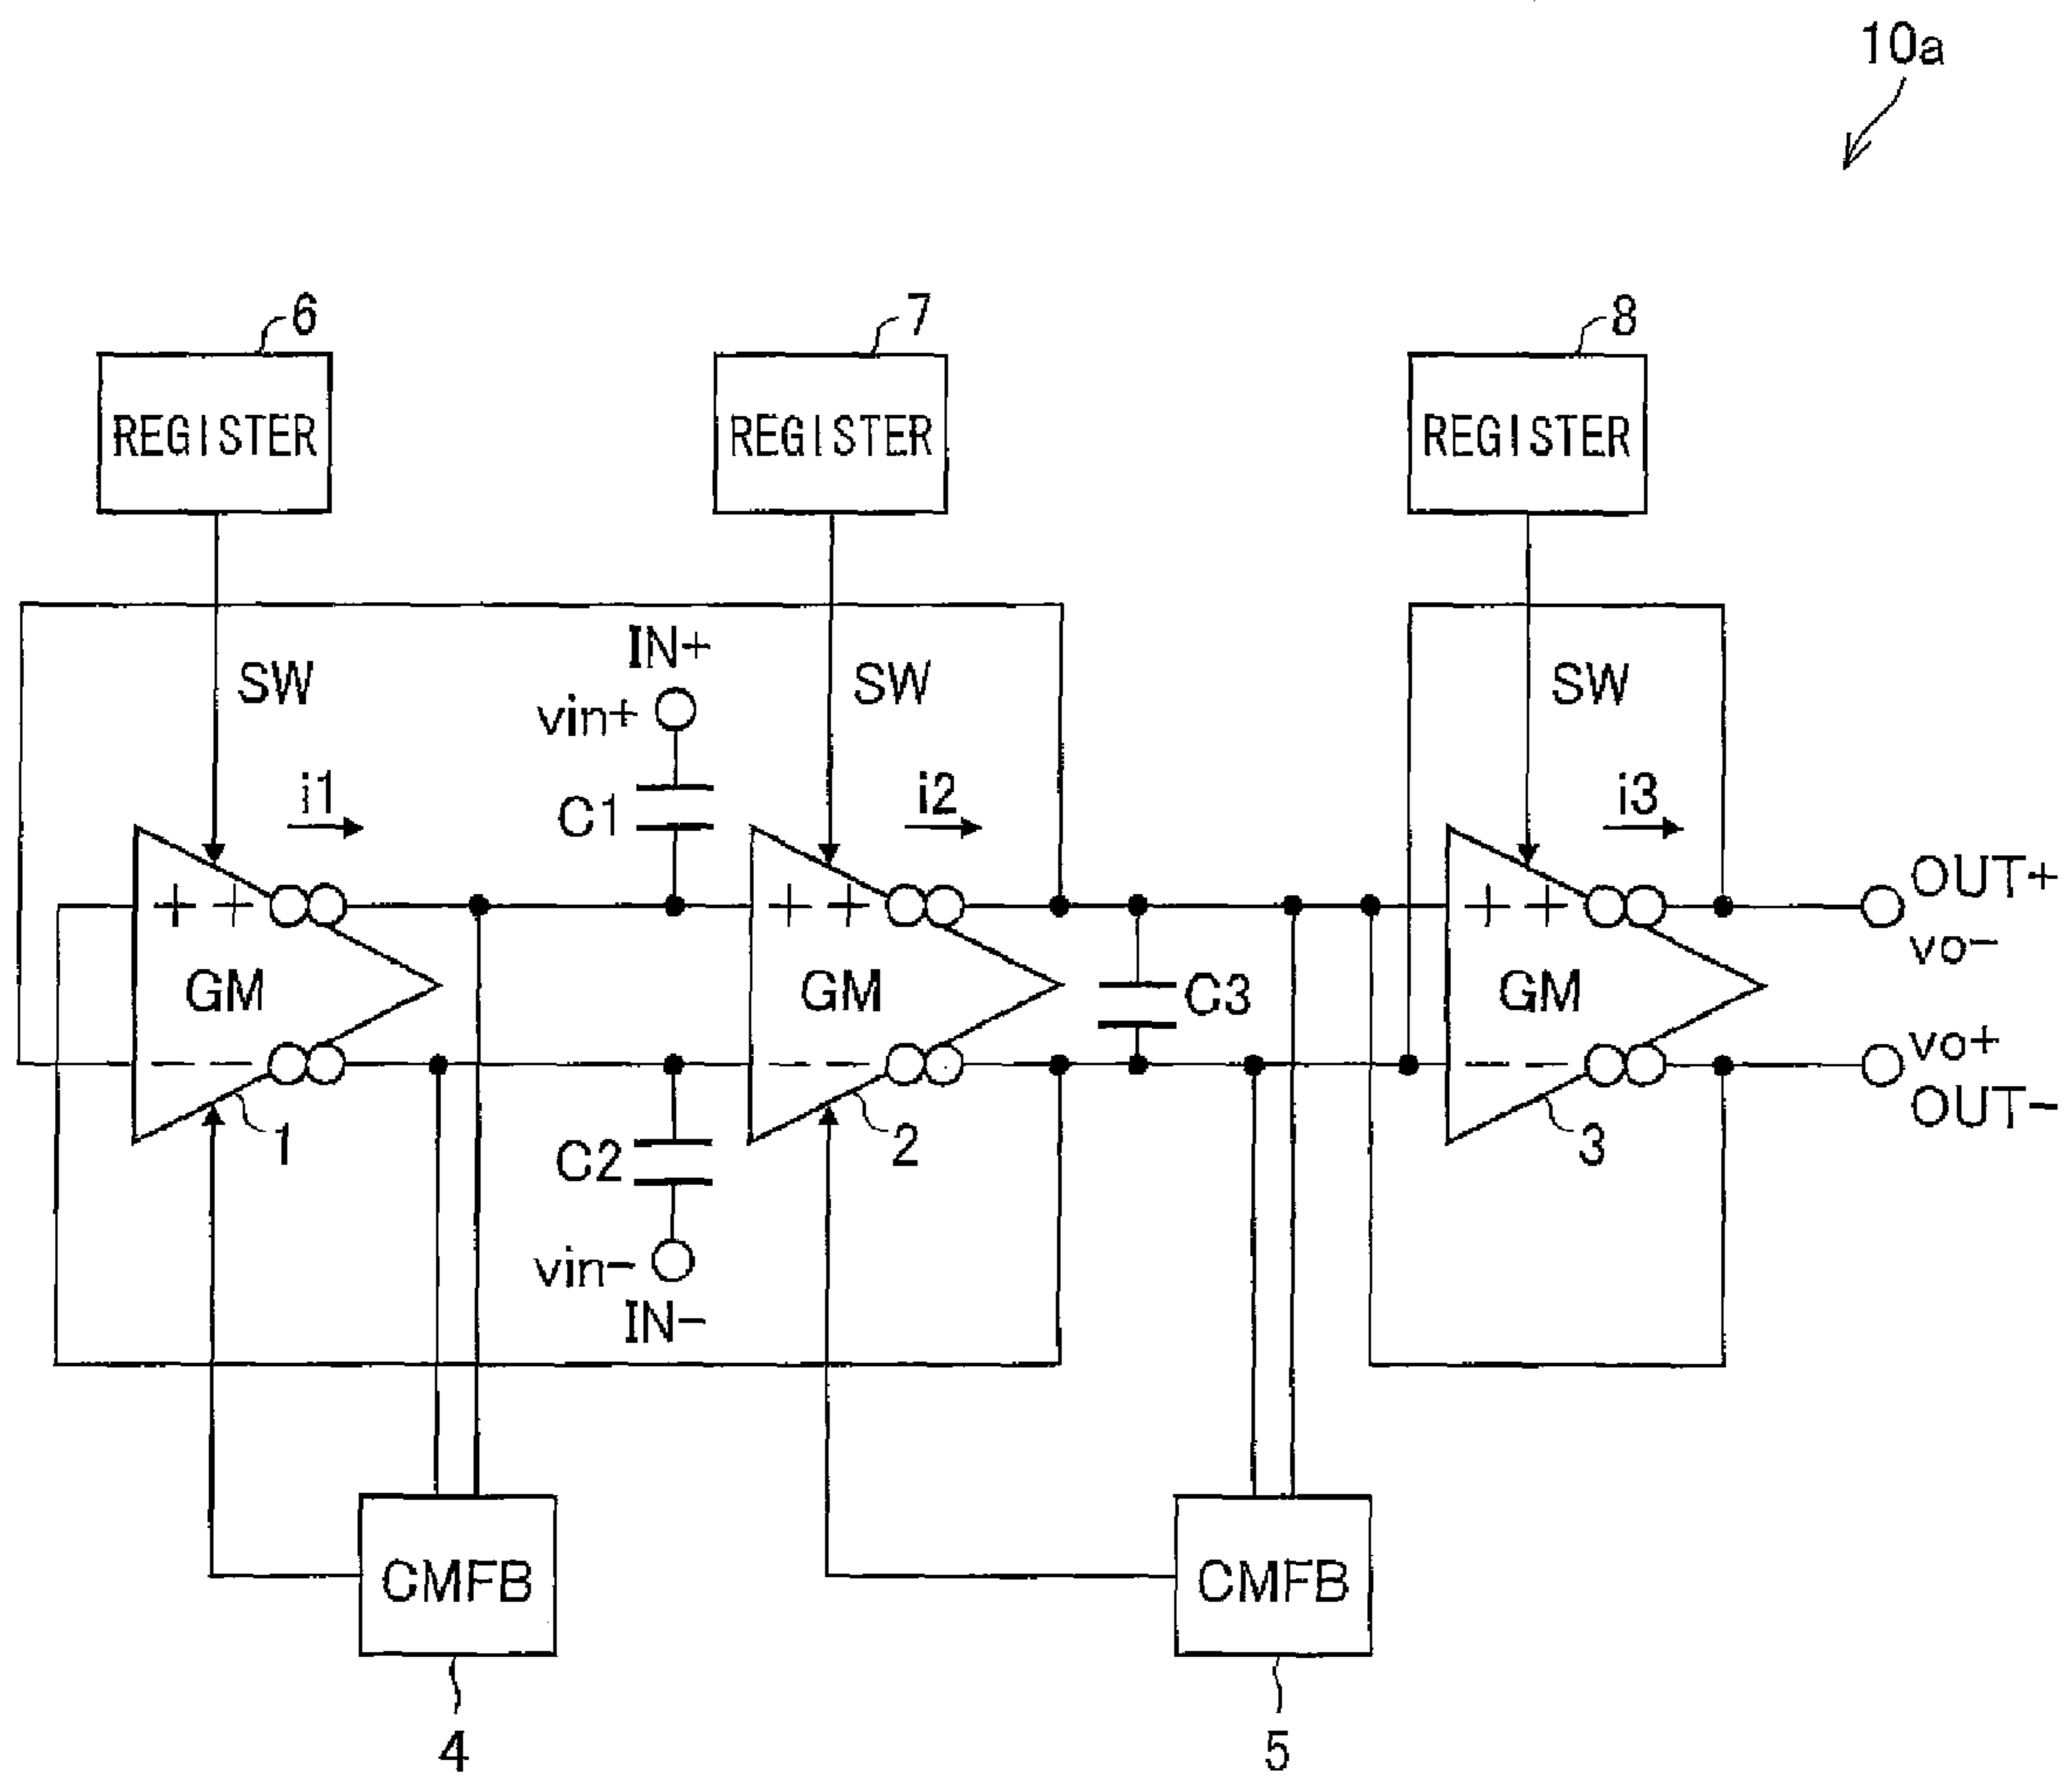 10a
6
7
8
REGISTER
REGISTER
REGISTER
IN+
SW
vin+
SW
SW
i1
C1
i2
i3
OUT+
+ +
+ +
+ +
vo-
GM
GM
C3
GM
- -
- -
- -
vo+
OUT-
1
C2
2
3
vin-
IN-
CMFB
CMFB
4
5